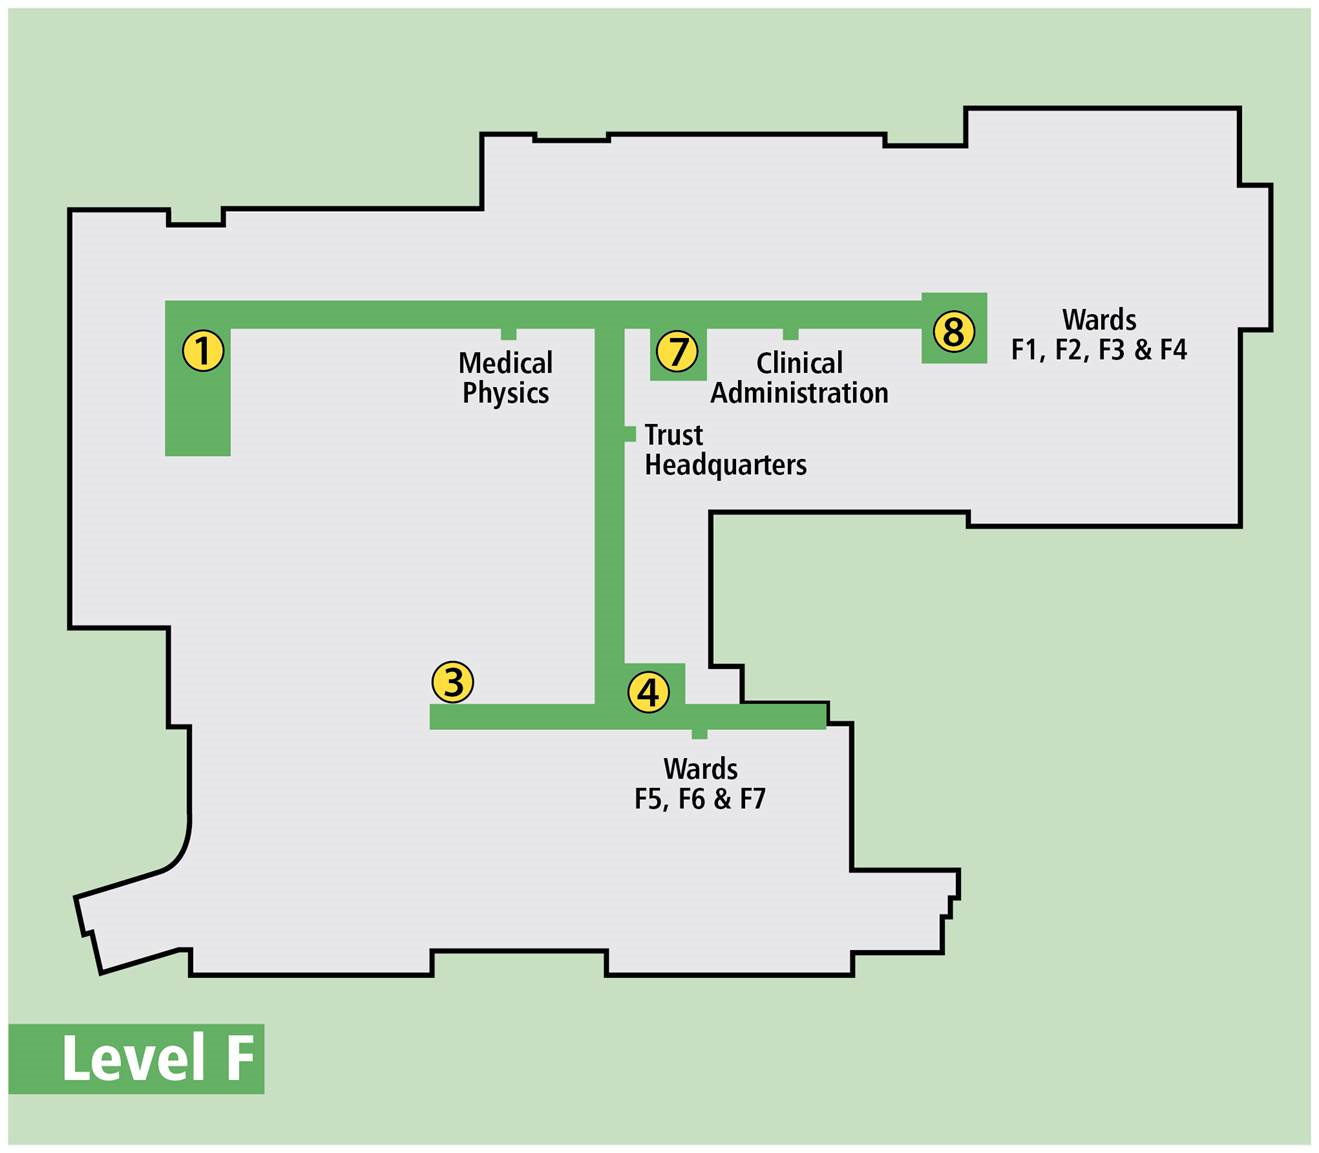 Wards
F1, F2, F3 & F4
1
7
8
Medical
Physics
Clinical
Administration
Trust
Headquarters
3
4
Wards
F5, F6 & F7
Level F